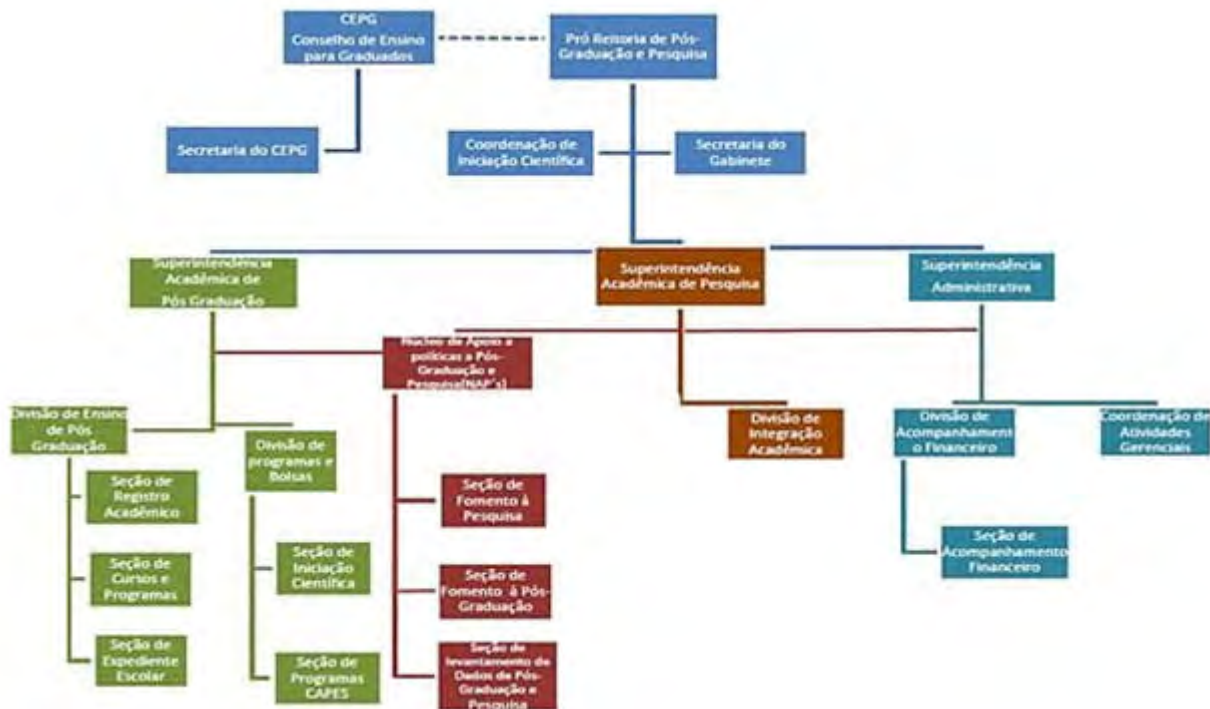 CEPG
Conselho de Ensino
para Graduados
Pró Reitoria de Pós-
Graduação e Pesquisa
Secretaria do CEPG
Coordenação de
Iniciação Científica
Secretaria do
Gabinete
Superintendência
Acadêmica de
Pós Graduação
Superintendência
Acadêmica de Pesquisa
Superintendência
Administrativa
Núcleo de Apoio a
políticas a Pós-
Graduação e
Pesquisa(NAP's)
Divisão de Ensino
de Pós
Graduação
Divisão de
programas e
Bolsas
Divisão de
Integração
Acadêmica
Divisão de
Acompanhament
o Financeiro
Coordenação de
Atividades
Gerenciais
Seção de
Registro
Acadêmico
Seção de
Fomento à
Pesquisa
Seção de
Acompanhamento
Financeiro
Seção de
Cursos e
Programas
Seção de
Iniciação
Científica
Seção de
Fomento à Pós-
Graduação
Seção de
Expediente
Escolar
Seção de
Programas
CAPES
Seção de
levantamento de
Dados de Pós-
Graduação e
Pesquisa